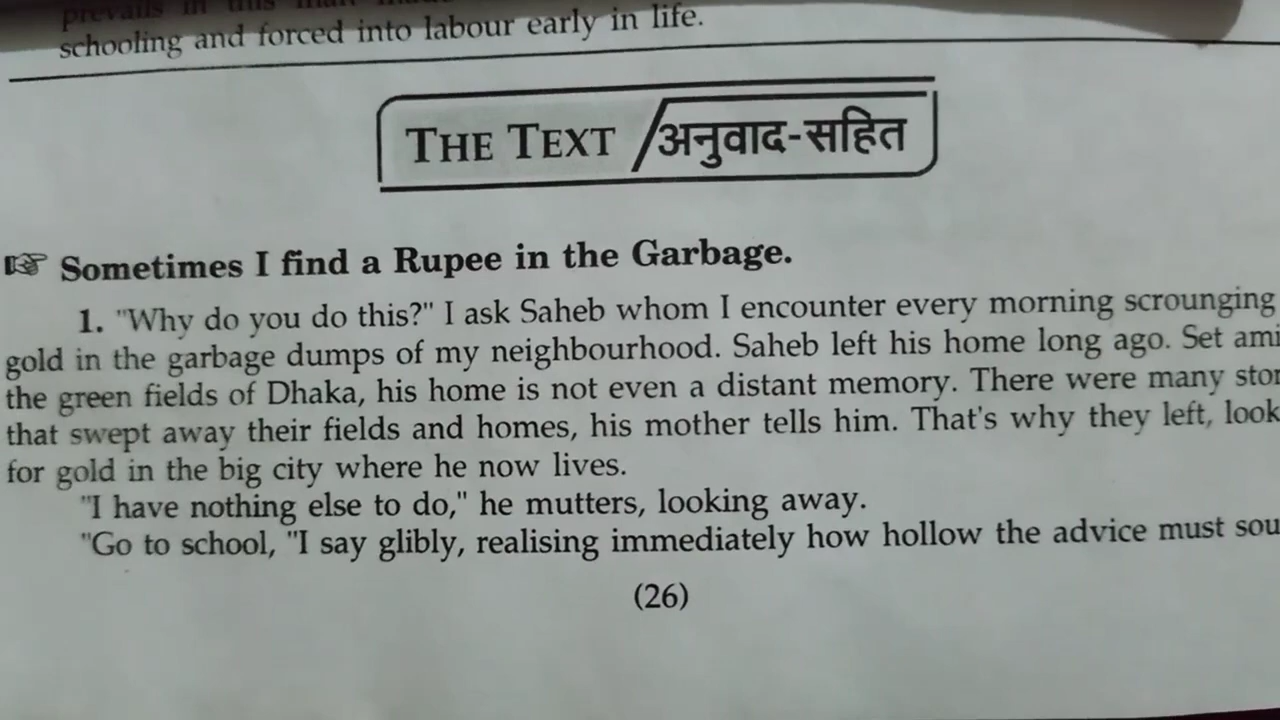 prevails in this
schooling and forced into labour early in life.
THE TEXT / अनुवाद-सहित
☞ Sometimes I find a Rupee in the Garbage.
1. "Why do you do this?" I ask Saheb whom I encounter every morning scrounging
gold in the garbage dumps of my neighbourhood. Saheb left his home long ago. Set
the green fields of Dhaka, his home is not even a distant memory. There were many
that swept away their fields and homes, his mother tells him. That's why they left, look
for gold in the big city where he now lives.
"I have nothing else to do," he mutters, looking away.
"Go to school, "I say glibly, realising immediately how hollow the advice must
(26)